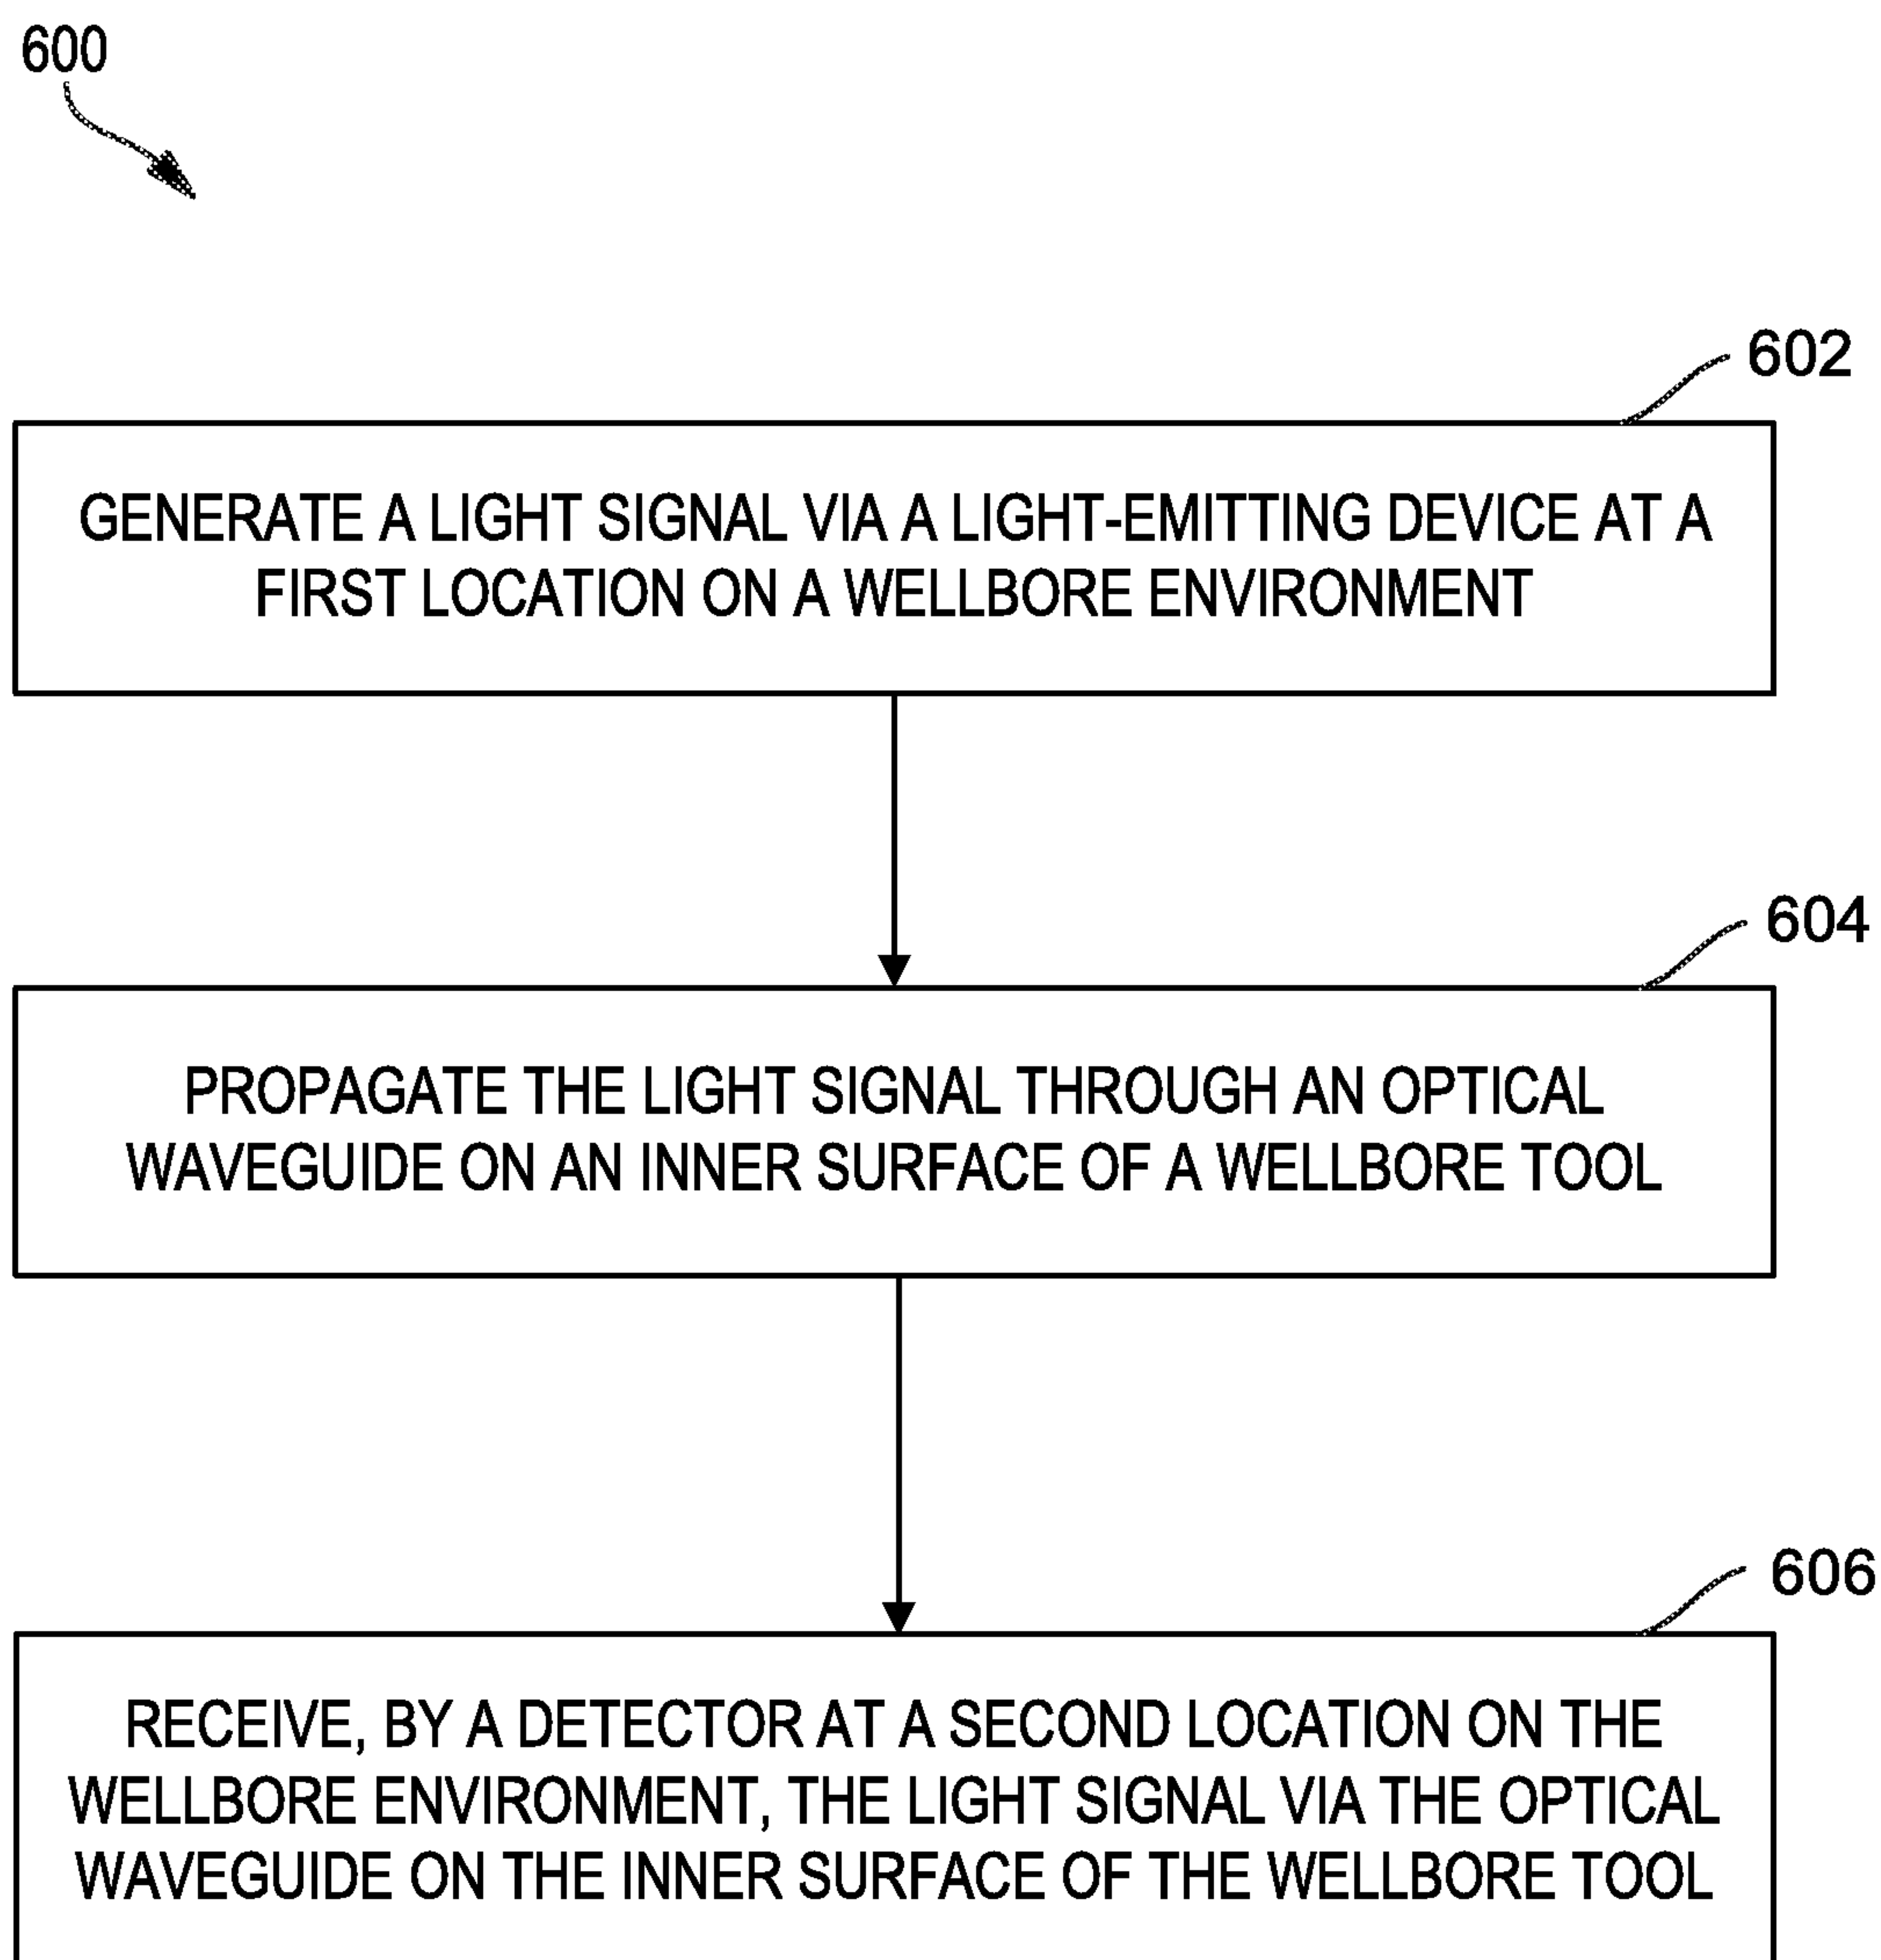 600
602
GENERATE A LIGHT SIGNAL VIA A LIGHT-EMITTING DEVICE AT A
FIRST LOCATION ON A WELLBORE ENVIRONMENT
604
PROPAGATE THE LIGHT SIGNAL THROUGH AN OPTICAL
WAVEGUIDE ON AN INNER SURFACE OF A WELLBORE TOOL
606
RECEIVE, BY A DETECTOR AT A SECOND LOCATION ON THE
WELLBORE ENVIRONMENT, THE LIGHT SIGNAL VIA THE OPTICAL
WAVEGUIDE ON THE INNER SURFACE OF THE WELLBORE TOOL